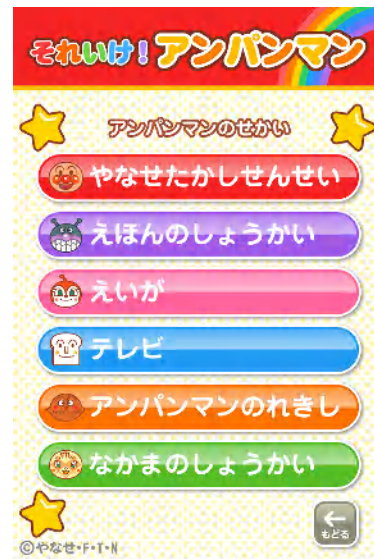 それいけ!アンパンマン
アンパンマンのせかい
やなせたかしせんせい
えほんのしょうかい
えいが
テレビ
アンパンマンのれきし
なかまのしょうかい
もどる
©やなせ・F・T・N